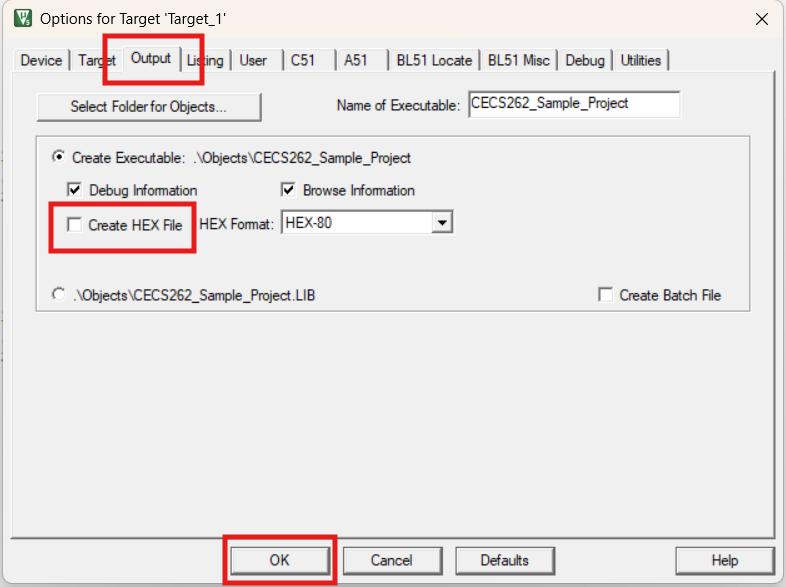 Options for Target 'Target_1'
Device Target Output Listing User C51 A51 BL51 Locate BL51 Misc Debug Utilities
Select Folder for Objects... Name of Executable: CECS262_Sample_Project
Create Executable: .\Objects\CECS262_Sample_Project
Debug Information Browse Information
Create HEX File HEX Format: HEX-80
.\Objects\CECS262_Sample_Project.LIB Create Batch File
OK Cancel Defaults Help